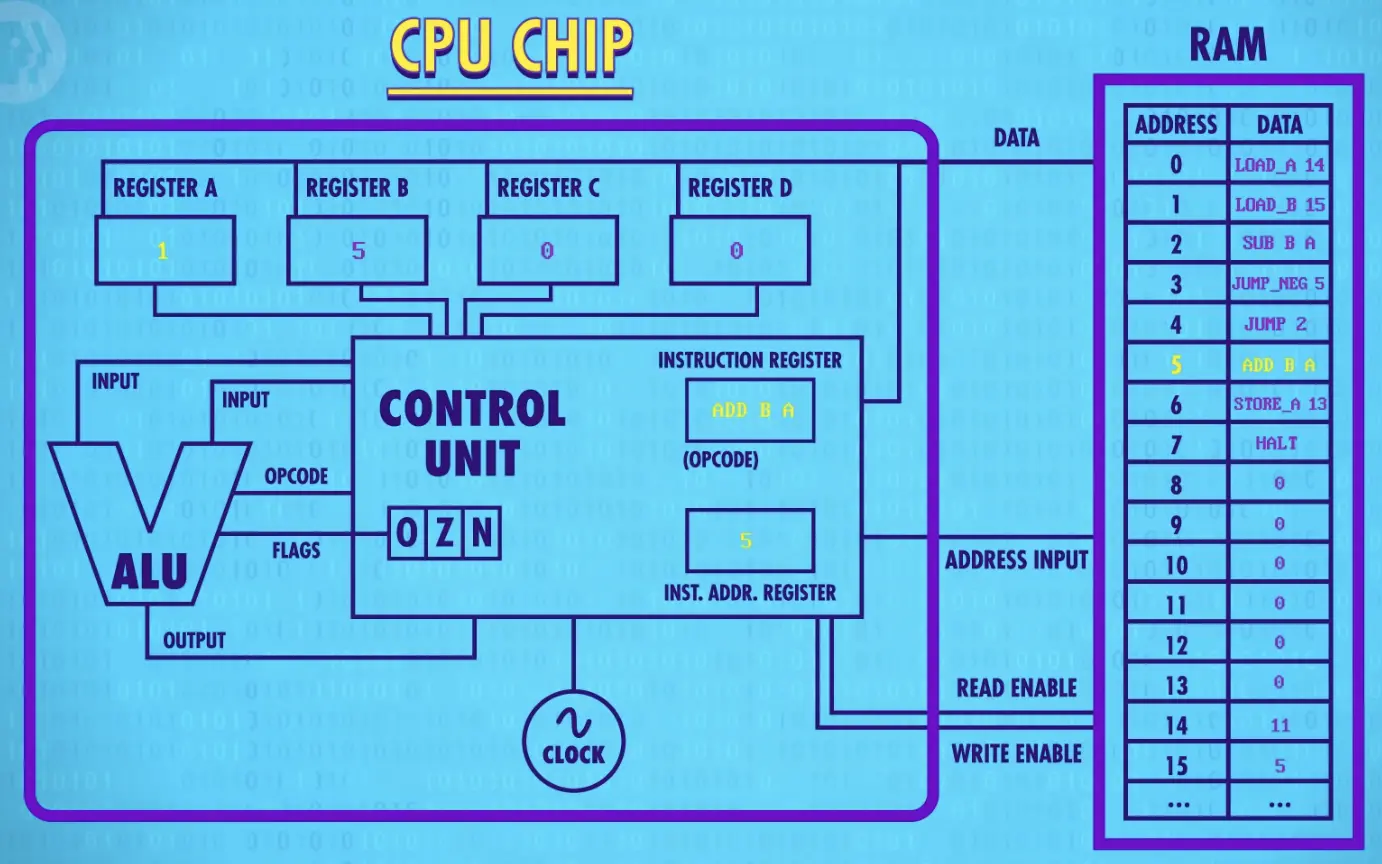 CPU CHIP
RAM
DATA
REGISTER A
REGISTER B
REGISTER C
REGISTER D
1
5
0
0
INPUT
INPUT
CONTROL
UNIT
INSTRUCTION REGISTER
ADD B A
(OPCODE)
OPCODE
FLAGS
O Z N
5
INST. ADDR. REGISTER
ALU
OUTPUT
CLOCK
ADDRESS INPUT
READ ENABLE
WRITE ENABLE
ADDRESS DATA
0 LOAD_A 14
1 LOAD_B 15
2 SUB B A
3 JUMP_NEG 5
4 JUMP 2
5 ADD B A
6 STORE_A 13
7 HALT
8 0
9 0
10 0
11 0
12 0
13 0
14 11
15 5
... ...